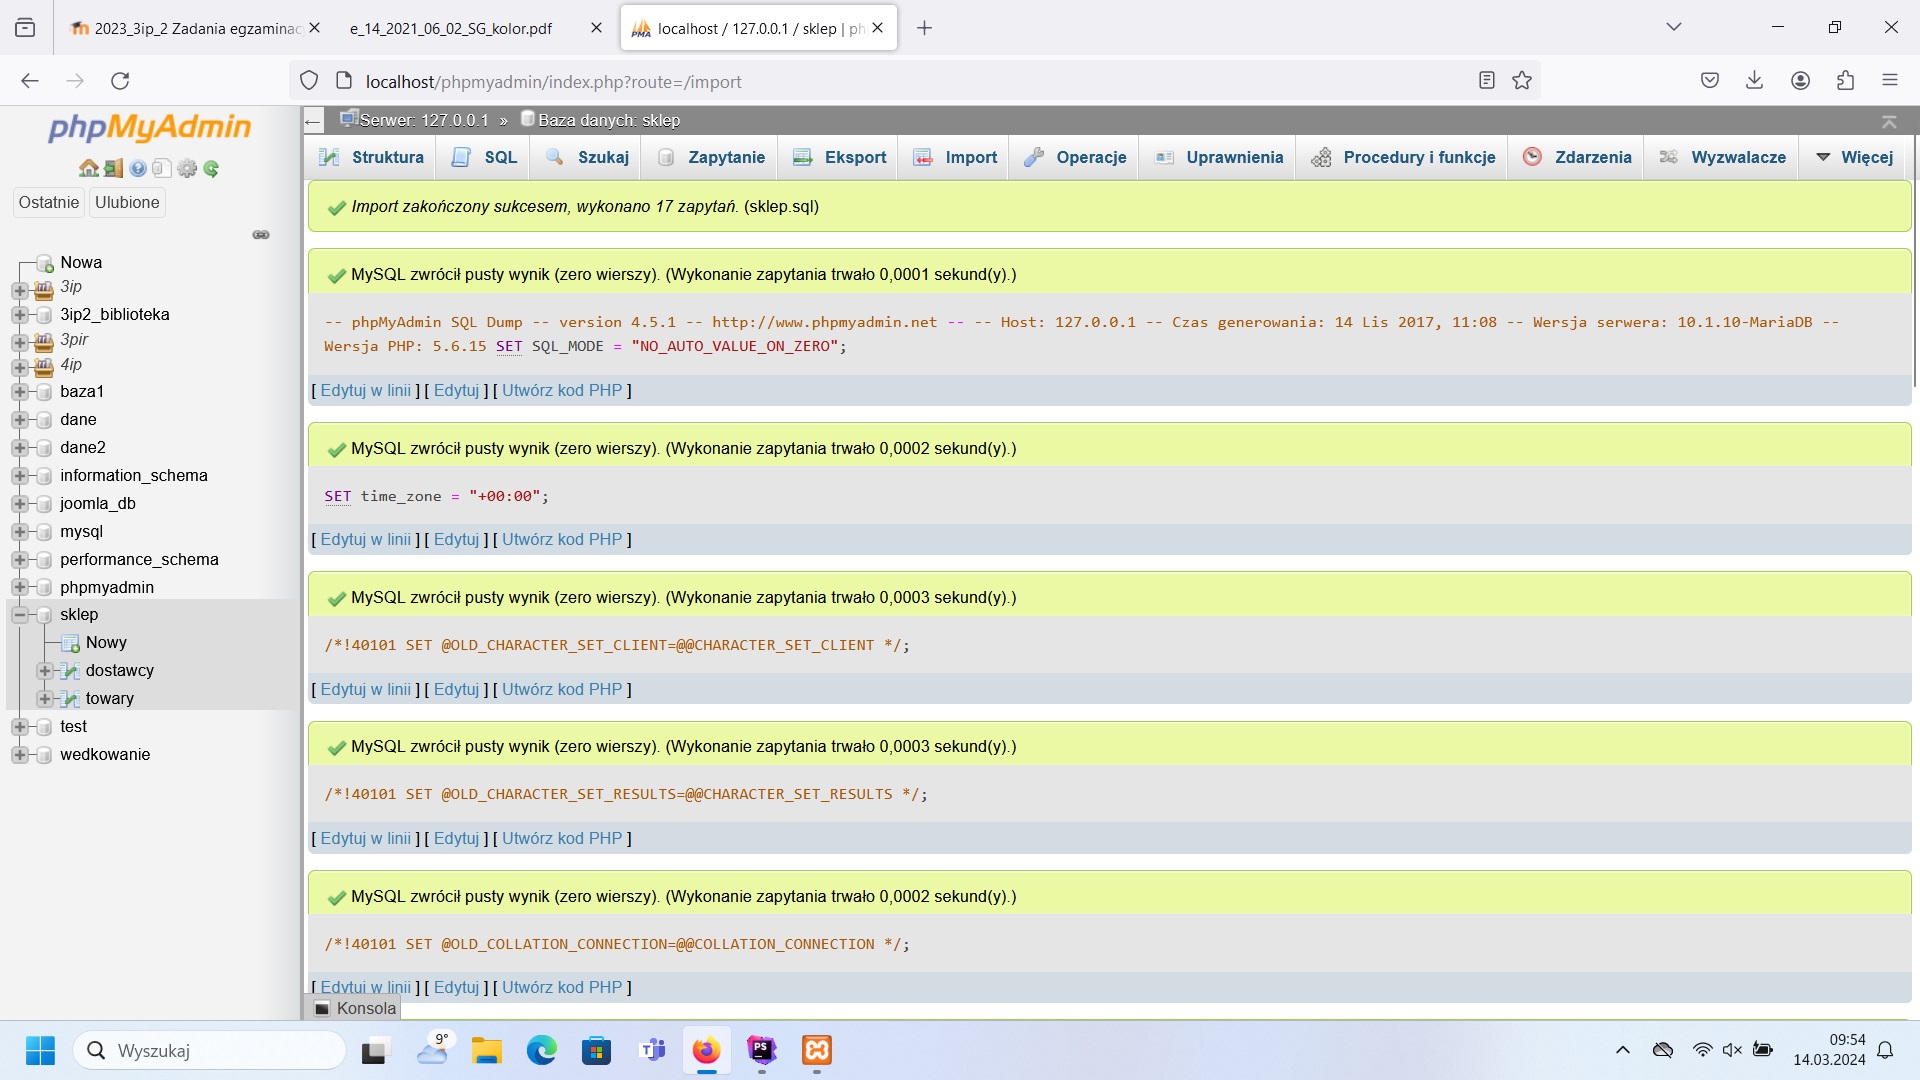 2023_3ip_2 Zadania egzaminac
e_14_2021_06_02_SG_kolor.pdf
localhost / 127.0.0.1 / sklep | ph
localhost/phpmyadmin/index.php?route=/import
phpMyAdmin
Ostatnie
Ulubione
Nowa
3ip
3ip2_biblioteka
3pir
4ip
baza1
dane
dane2
information_schema
joomla_db
mysql
performance_schema
phpmyadmin
sklep
Nowy
dostawcy
towary
test
wedkowanie
Serwer: 127.0.0.1 » Baza danych: sklep
Struktura
SQL
Szukaj
Zapytanie
Eksport
Import
Operacje
Uprawnienia
Procedury i funkcje
Zdarzenia
Wyzwalacze
Więcej
Import zakończony sukcesem, wykonano 17 zapytań. (sklep.sql)
MySQL zwrócił pusty wynik (zero wierszy). (Wykonanie zapytania trwało 0,0001 sekund(y).)
-- phpMyAdmin SQL Dump -- version 4.5.1 -- http://www.phpmyadmin.net -- -- Host: 127.0.0.1 -- Czas generowania: 14 Lis 2017, 11:08 -- Wersja serwera: 10.1.10-MariaDB --
Wersja PHP: 5.6.15 SET SQL_MODE = "NO_AUTO_VALUE_ON_ZERO";
[ Edytuj w linii ] [ Edytuj ] [ Utwórz kod PHP ]
MySQL zwrócił pusty wynik (zero wierszy). (Wykonanie zapytania trwało 0,0002 sekund(y).)
SET time_zone = "+00:00";
[ Edytuj w linii ] [ Edytuj ] [ Utwórz kod PHP ]
MySQL zwrócił pusty wynik (zero wierszy). (Wykonanie zapytania trwało 0,0003 sekund(y).)
/*!40101 SET @OLD_CHARACTER_SET_CLIENT=@@CHARACTER_SET_CLIENT */;
[ Edytuj w linii ] [ Edytuj ] [ Utwórz kod PHP ]
MySQL zwrócił pusty wynik (zero wierszy). (Wykonanie zapytania trwało 0,0003 sekund(y).)
/*!40101 SET @OLD_CHARACTER_SET_RESULTS=@@CHARACTER_SET_RESULTS */;
[ Edytuj w linii ] [ Edytuj ] [ Utwórz kod PHP ]
MySQL zwrócił pusty wynik (zero wierszy). (Wykonanie zapytania trwało 0,0002 sekund(y).)
/*!40101 SET @OLD_COLLATION_CONNECTION=@@COLLATION_CONNECTION */;
[ Edytuj w linii ] [ Edytuj ] [ Utwórz kod PHP ]
Konsola
Wyszukaj
9°
09:54
14.03.2024